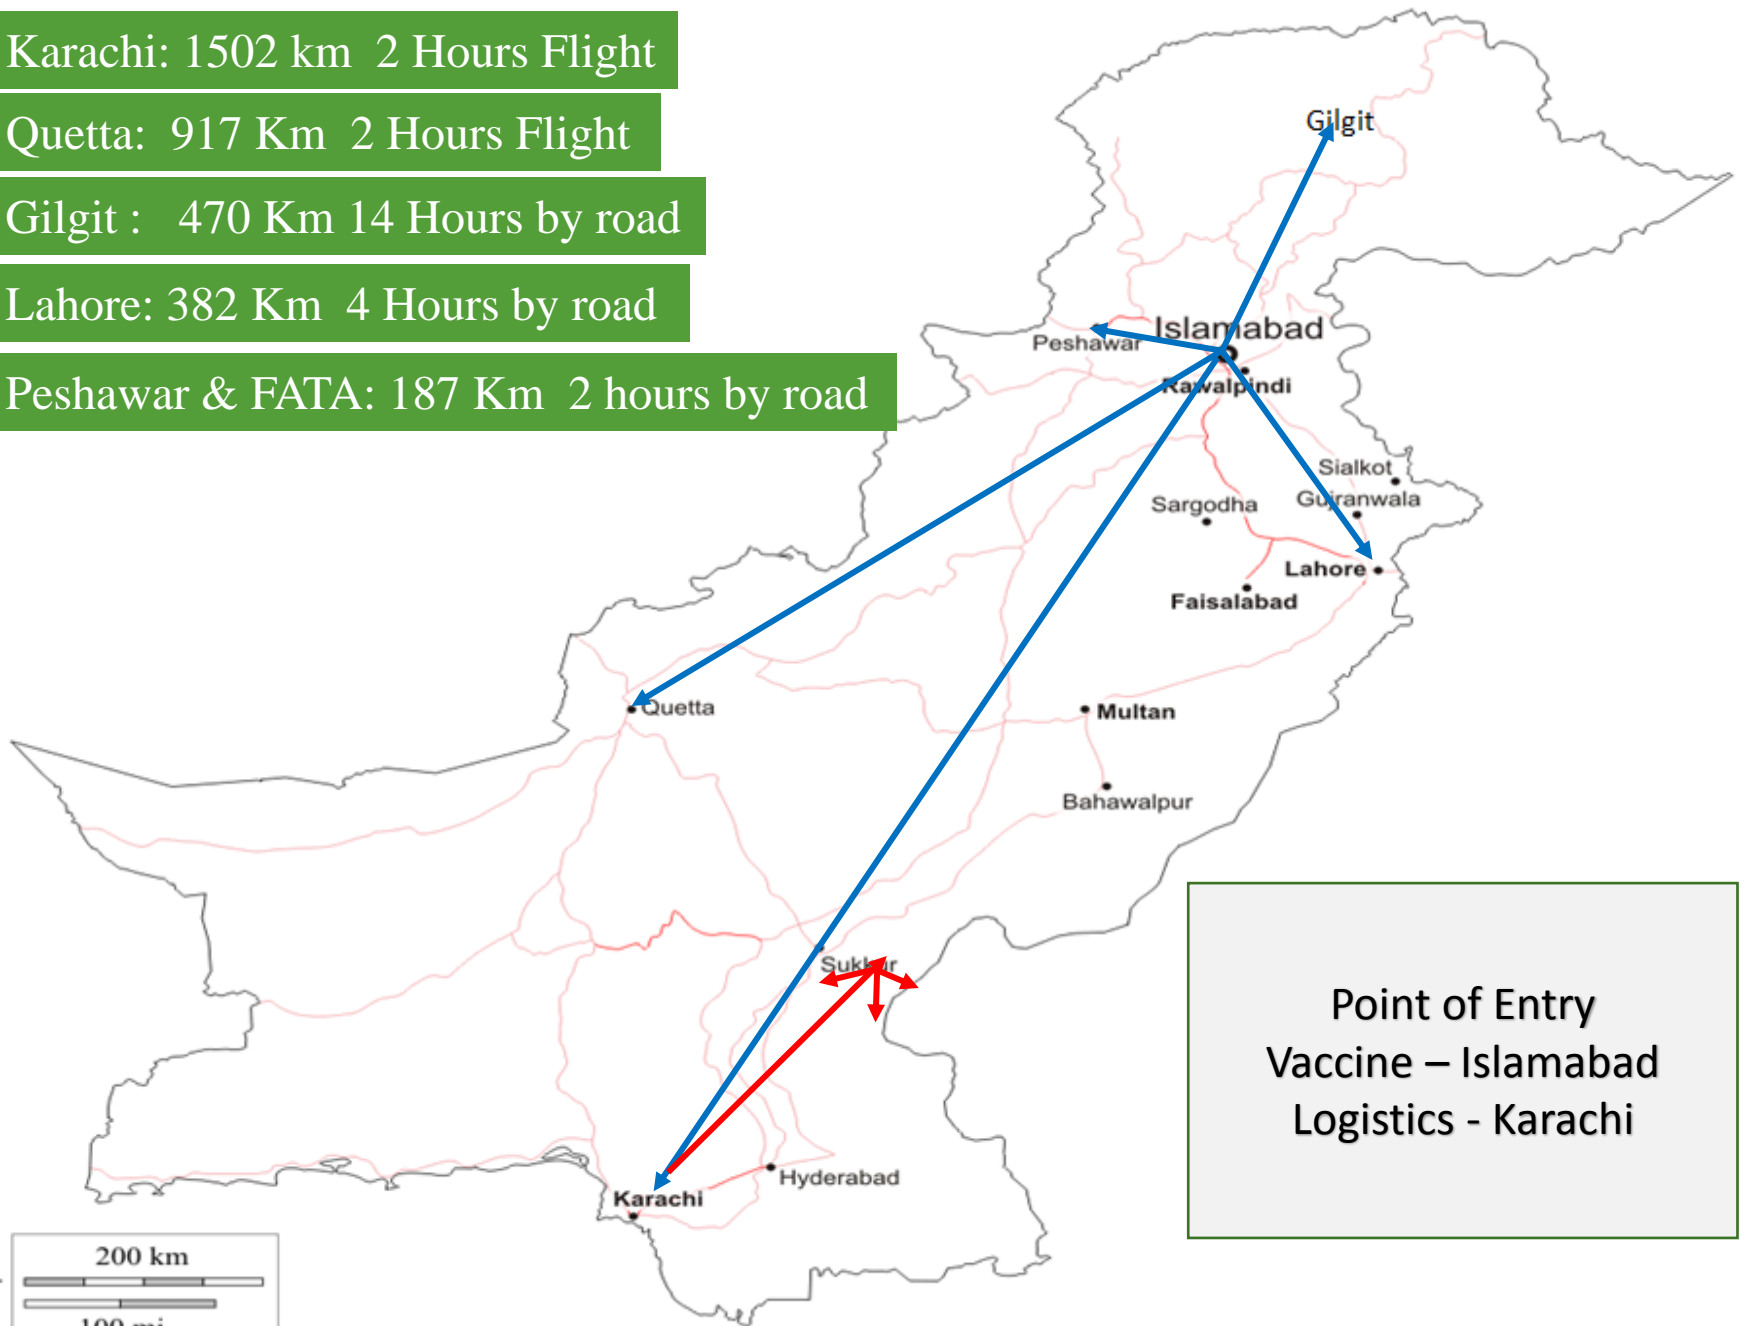 Karachi: 1502 km 2 Hours Flight
Quetta: 917 Km 2 Hours Flight
Gilgit : 470 Km 14 Hours by road
Lahore: 382 Km 4 Hours by road
Peshawar & FATA: 187 Km 2 hours by road
Gilgit
Islamabad
Peshawar
Rawalpindi
Sialkot
Gujranwala
Sargodha
Lahore
Faisalabad
Quetta
Multan
Bahawalpur
Sukkur
Hyderabad
Karachi
Point of Entry
Vaccine – Islamabad
Logistics - Karachi
200 km
100 mi